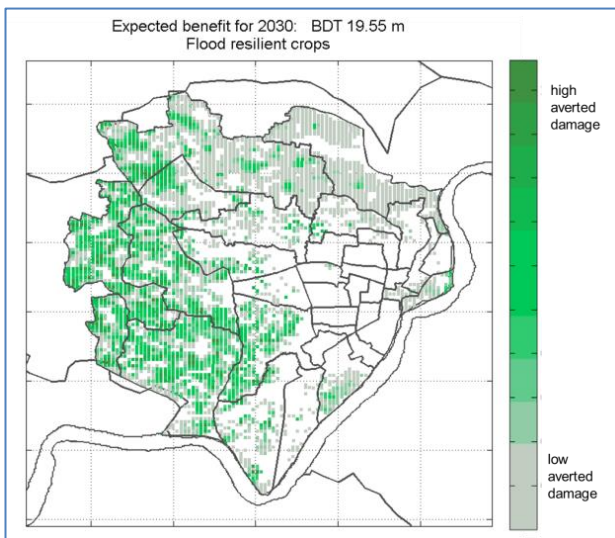 Expected benefit for 2030: BDT 19.55 m
Flood resilient crops
high
averted
damage
low
averted
damage